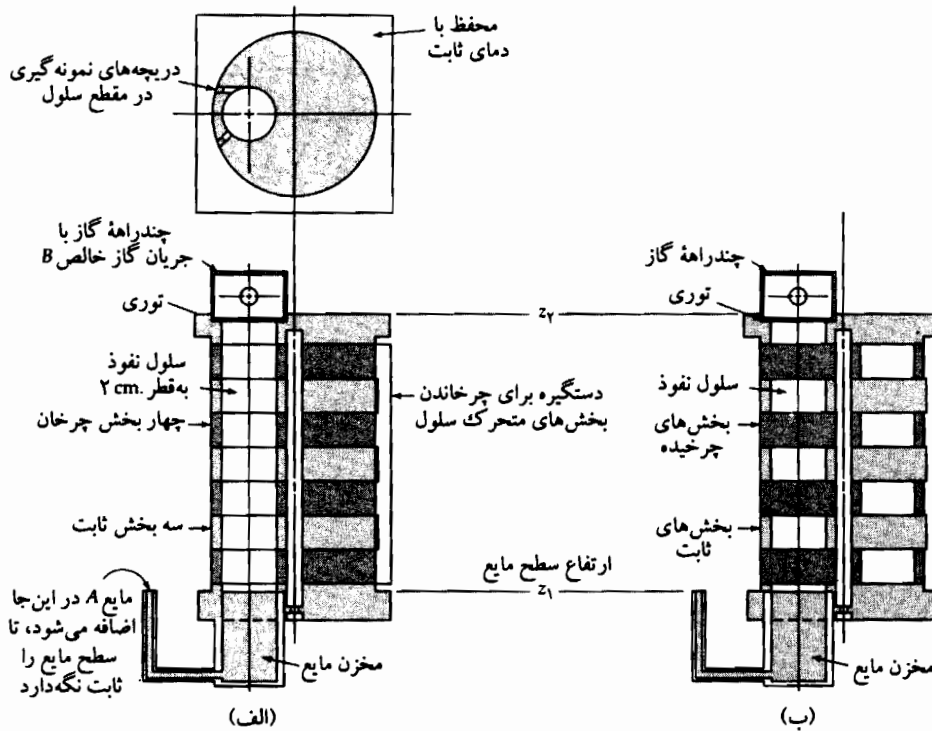 محفظ با
دمای ثابت
دریچه‌های نمونه‌گیری
در مقطع سلول
چندراههٔ گاز با
جریان گاز خالص B
توری
سلول نفوذ
به‌قطر ۲ cm.
چهار بخش چرخان
سه بخش ثابت
مایع A در این‌جا
اضافه می‌شود، تا
سطح مایع را
ثابت نگه‌دارد
مخزن مایع
(الف)
z۲
دستگیره برای چرخاندن
بخش‌های متحرک سلول
ارتفاع سطح مایع
z۱
چندراههٔ گاز
توری
سلول نفوذ
بخش‌های
چرخیده
بخش‌های
ثابت
مخزن مایع
(ب)